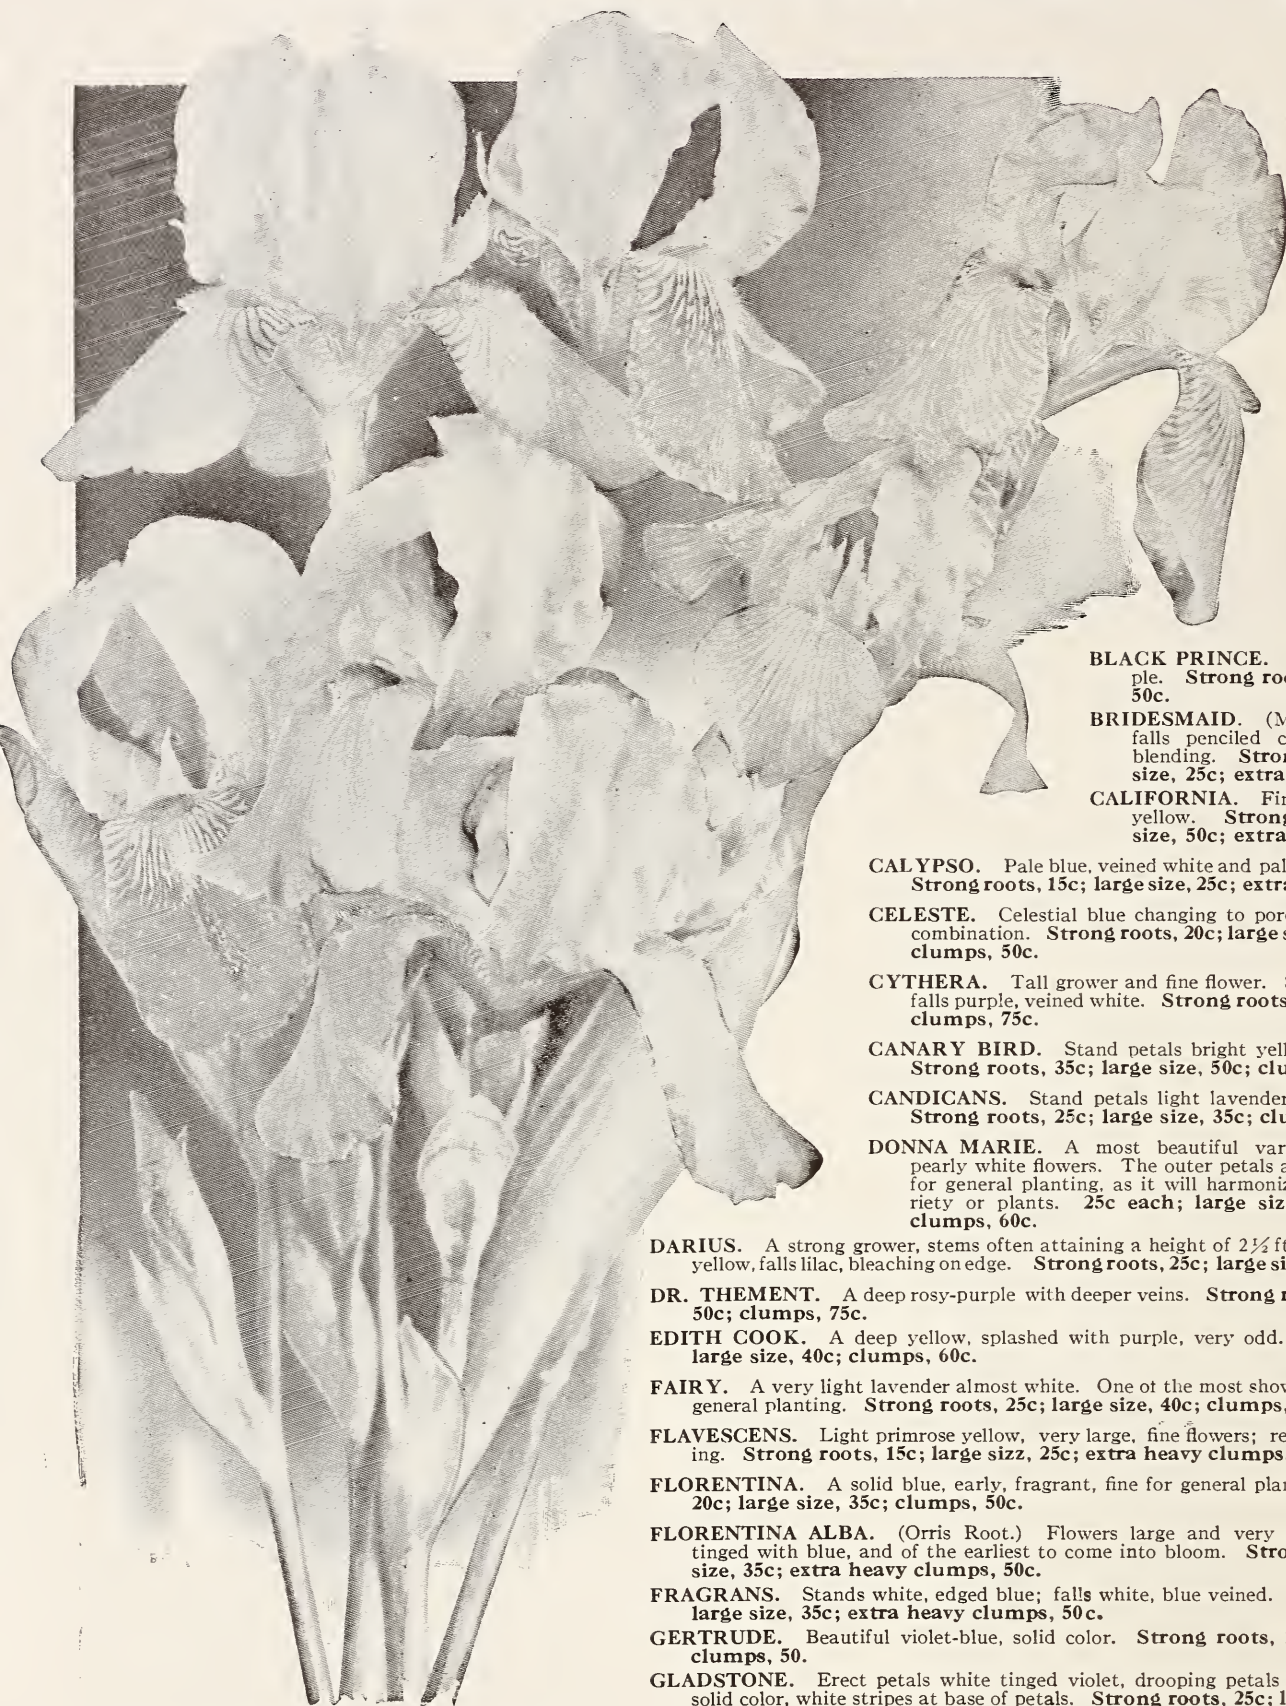 BLACK PRINCE.
ple. Strong roo
50c.
BRIDESMAID. (M
falls penciled c
blending. Stron
size, 25c; extra
CALIFORNIA. Fin
yellow. Strong
size, 50c; extra
CALYPSO. Pale blue, veined white and pal
Strong roots, 15c; large size, 25c; extra
CELESTE. Celestial blue changing to por
combination. Strong roots, 20c; large s
clumps, 50c.
CYTHERA. Tall grower and fine flower.
falls purple, veined white. Strong roots
clumps, 75c.
CANARY BIRD. Stand petals bright yell
Strong roots, 35c; large size, 50c; clu
CANDICANS. Stand petals light lavender
Strong roots, 25c; large size, 35c; clu
DONNA MARIE. A most beautiful var
pearly white flowers. The outer petals a
for general planting, as it will harmoniz
riety or plants. 25c each; large siz
clumps, 60c.
DARIUS. A strong grower, stems often attaining a height of 2½ ft
yellow, falls lilac, bleaching on edge. Strong roots, 25c; large si
DR. THEMENT. A deep rosy-purple with deeper veins. Strong r
50c; clumps, 75c.
EDITH COOK. A deep yellow, splashed with purple, very odd.
large size, 40c; clumps, 60c.
FAIRY. A very light lavender almost white. One of the most show
general planting. Strong roots, 25c; large size, 40c; clumps,
FLAVESCENS. Light primrose yellow, very large, fine flowers; re
ing. Strong roots, 15c; large sizz, 25c; extra heavy clumps
FLORENTINA. A solid blue, early, fragrant, fine for general plan
20c; large size, 35c; clumps, 50c.
FLORENTINA ALBA. (Orris Root.) Flowers large and very
tinged with blue, and of the earliest to come into bloom. Stro
size, 35c; extra heavy clumps, 50c.
FRAGRANS. Stands white, edged blue; falls white, blue veined.
large size, 35c; extra heavy clumps, 50c.
GERTRUDE. Beautiful violet-blue, solid color. Strong roots,
clumps, 50.
GLADSTONE. Erect petals white tinged violet, drooping petals
solid color, white stripes at base of petals. Strong roots, 25c; l